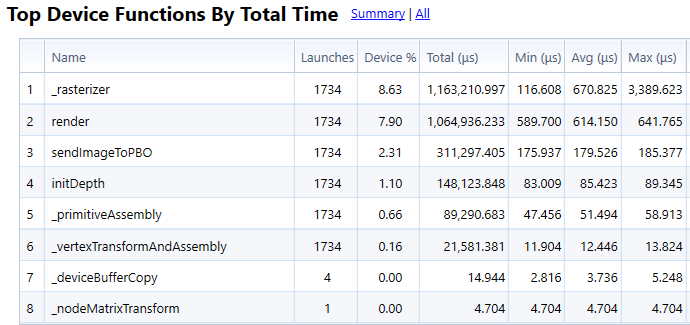 Top Device Functions By Total Time Summary | All
Name Launches Device % Total (µs) Min (µs) Avg (µs) Max (µs)
1 _rasterizer 1734 8.63 1,163,210.997 116.608 670.825 3,389.623
2 render 1734 7.90 1,064,936.233 589.700 614.150 641.765
3 sendImageToPBO 1734 2.31 311,297.405 175.937 179.526 185.377
4 initDepth 1734 1.10 148,123.848 83.009 85.423 89.345
5 _primitiveAssembly 1734 0.66 89,290.683 47.456 51.494 58.913
6 _vertexTransformAndAssembly 1734 0.16 21,581.381 11.904 12.446 13.824
7 _deviceBufferCopy 4 0.00 14.944 2.816 3.736 5.248
8 _nodeMatrixTransform 1 0.00 4.704 4.704 4.704 4.704